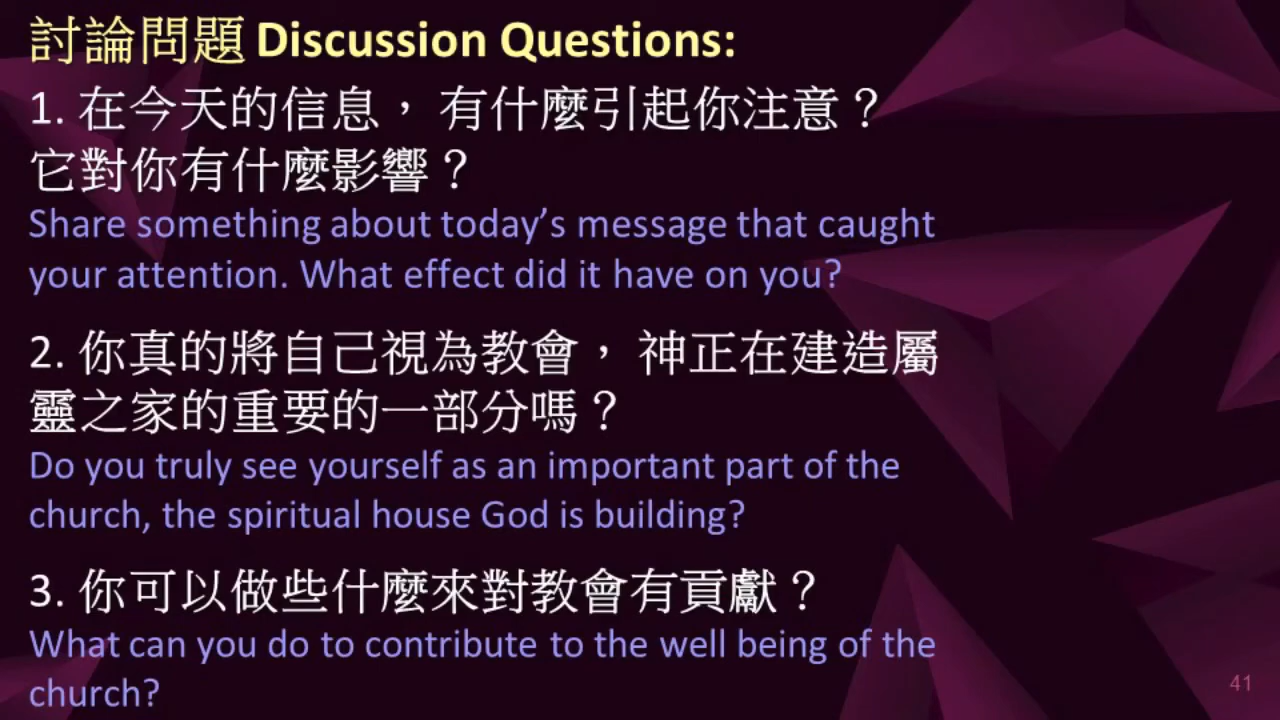 討論問題 Discussion Questions:
1. 在今天的信息， 有什麼引起你注意？
它對你有什麼影響？
Share something about today’s message that caught
your attention. What effect did it have on you?
2. 你真的將自己視為教會， 神正在建造屬
靈之家的重要的一部分嗎？
Do you truly see yourself as an important part of the
church, the spiritual house God is building?
3. 你可以做些什麼來對教會有貢獻？
What can you do to contribute to the well being of the
church?
41